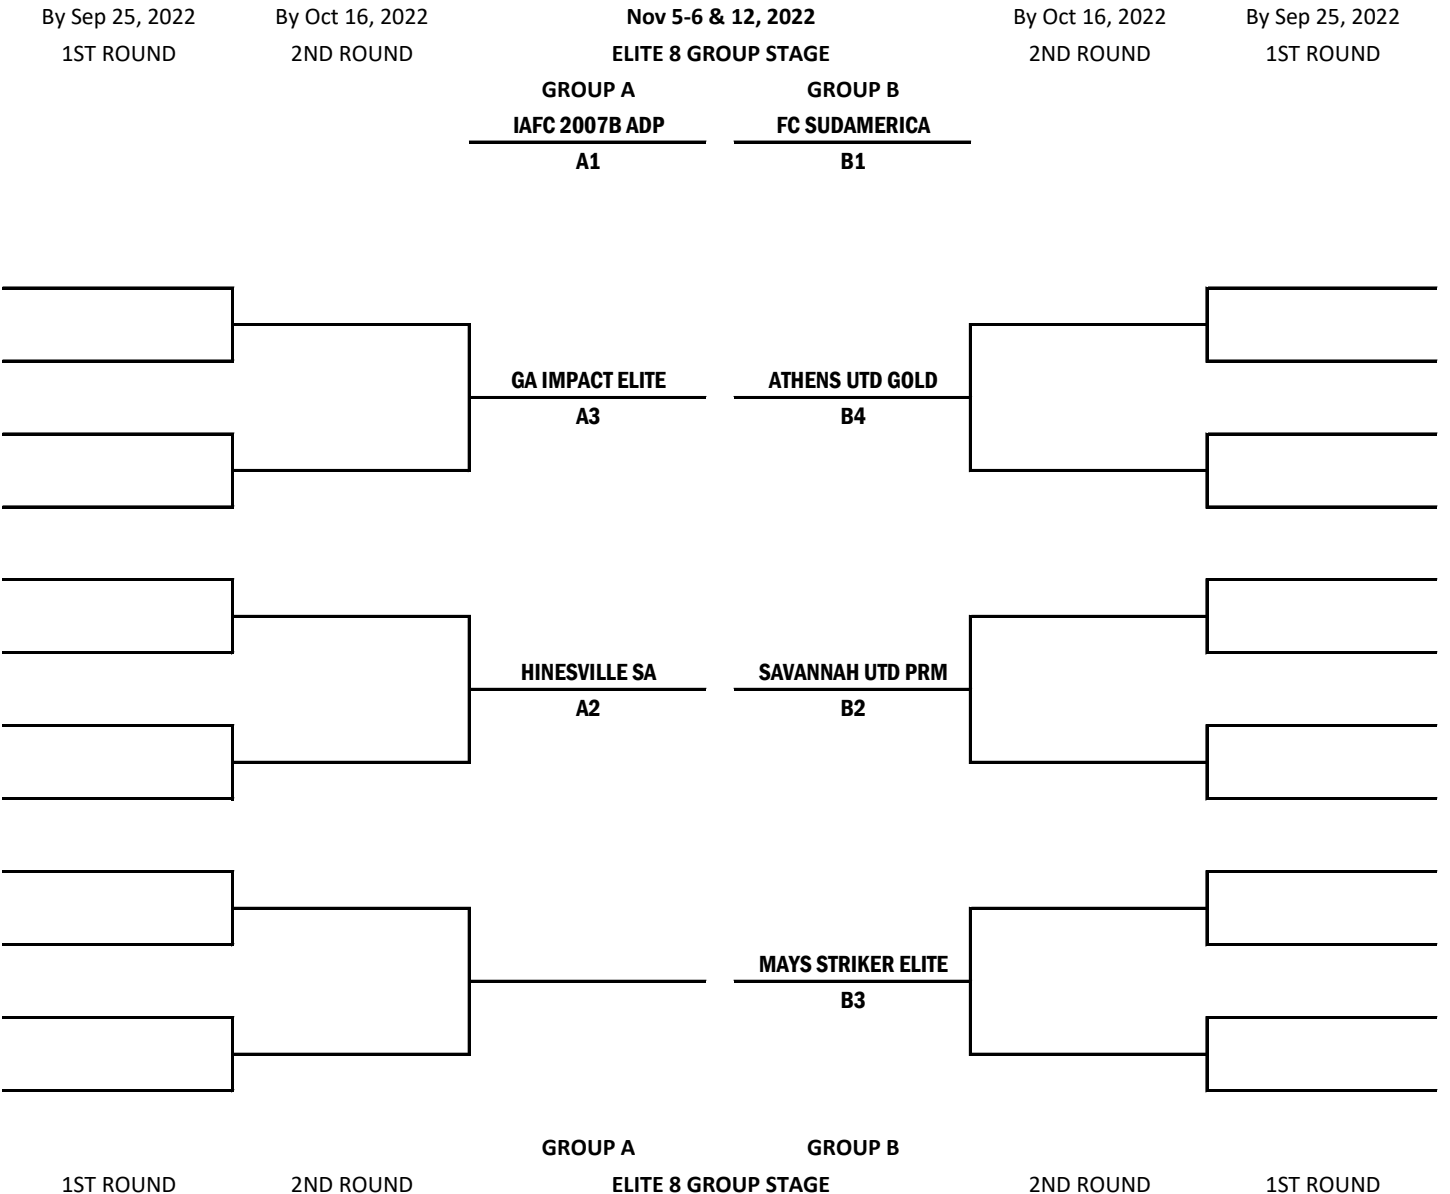 By Sep 25, 2022 By Oct 16, 2022 Nov 5-6 & 12, 2022 By Oct 16, 2022 By Sep 25, 2022
1ST ROUND 2ND ROUND ELITE 8 GROUP STAGE 2ND ROUND 1ST ROUND
GROUP A GROUP B
IAFC 2007B ADP FC SUDAMERICA
A1 B1
GA IMPACT ELITE ATHENS UTD GOLD
A3 B4
HINESVILLE SA SAVANNAH UTD PRM
A2 B2
MAYS STRIKER ELITE
B3
GROUP A GROUP B
1ST ROUND 2ND ROUND ELITE 8 GROUP STAGE 2ND ROUND 1ST ROUND